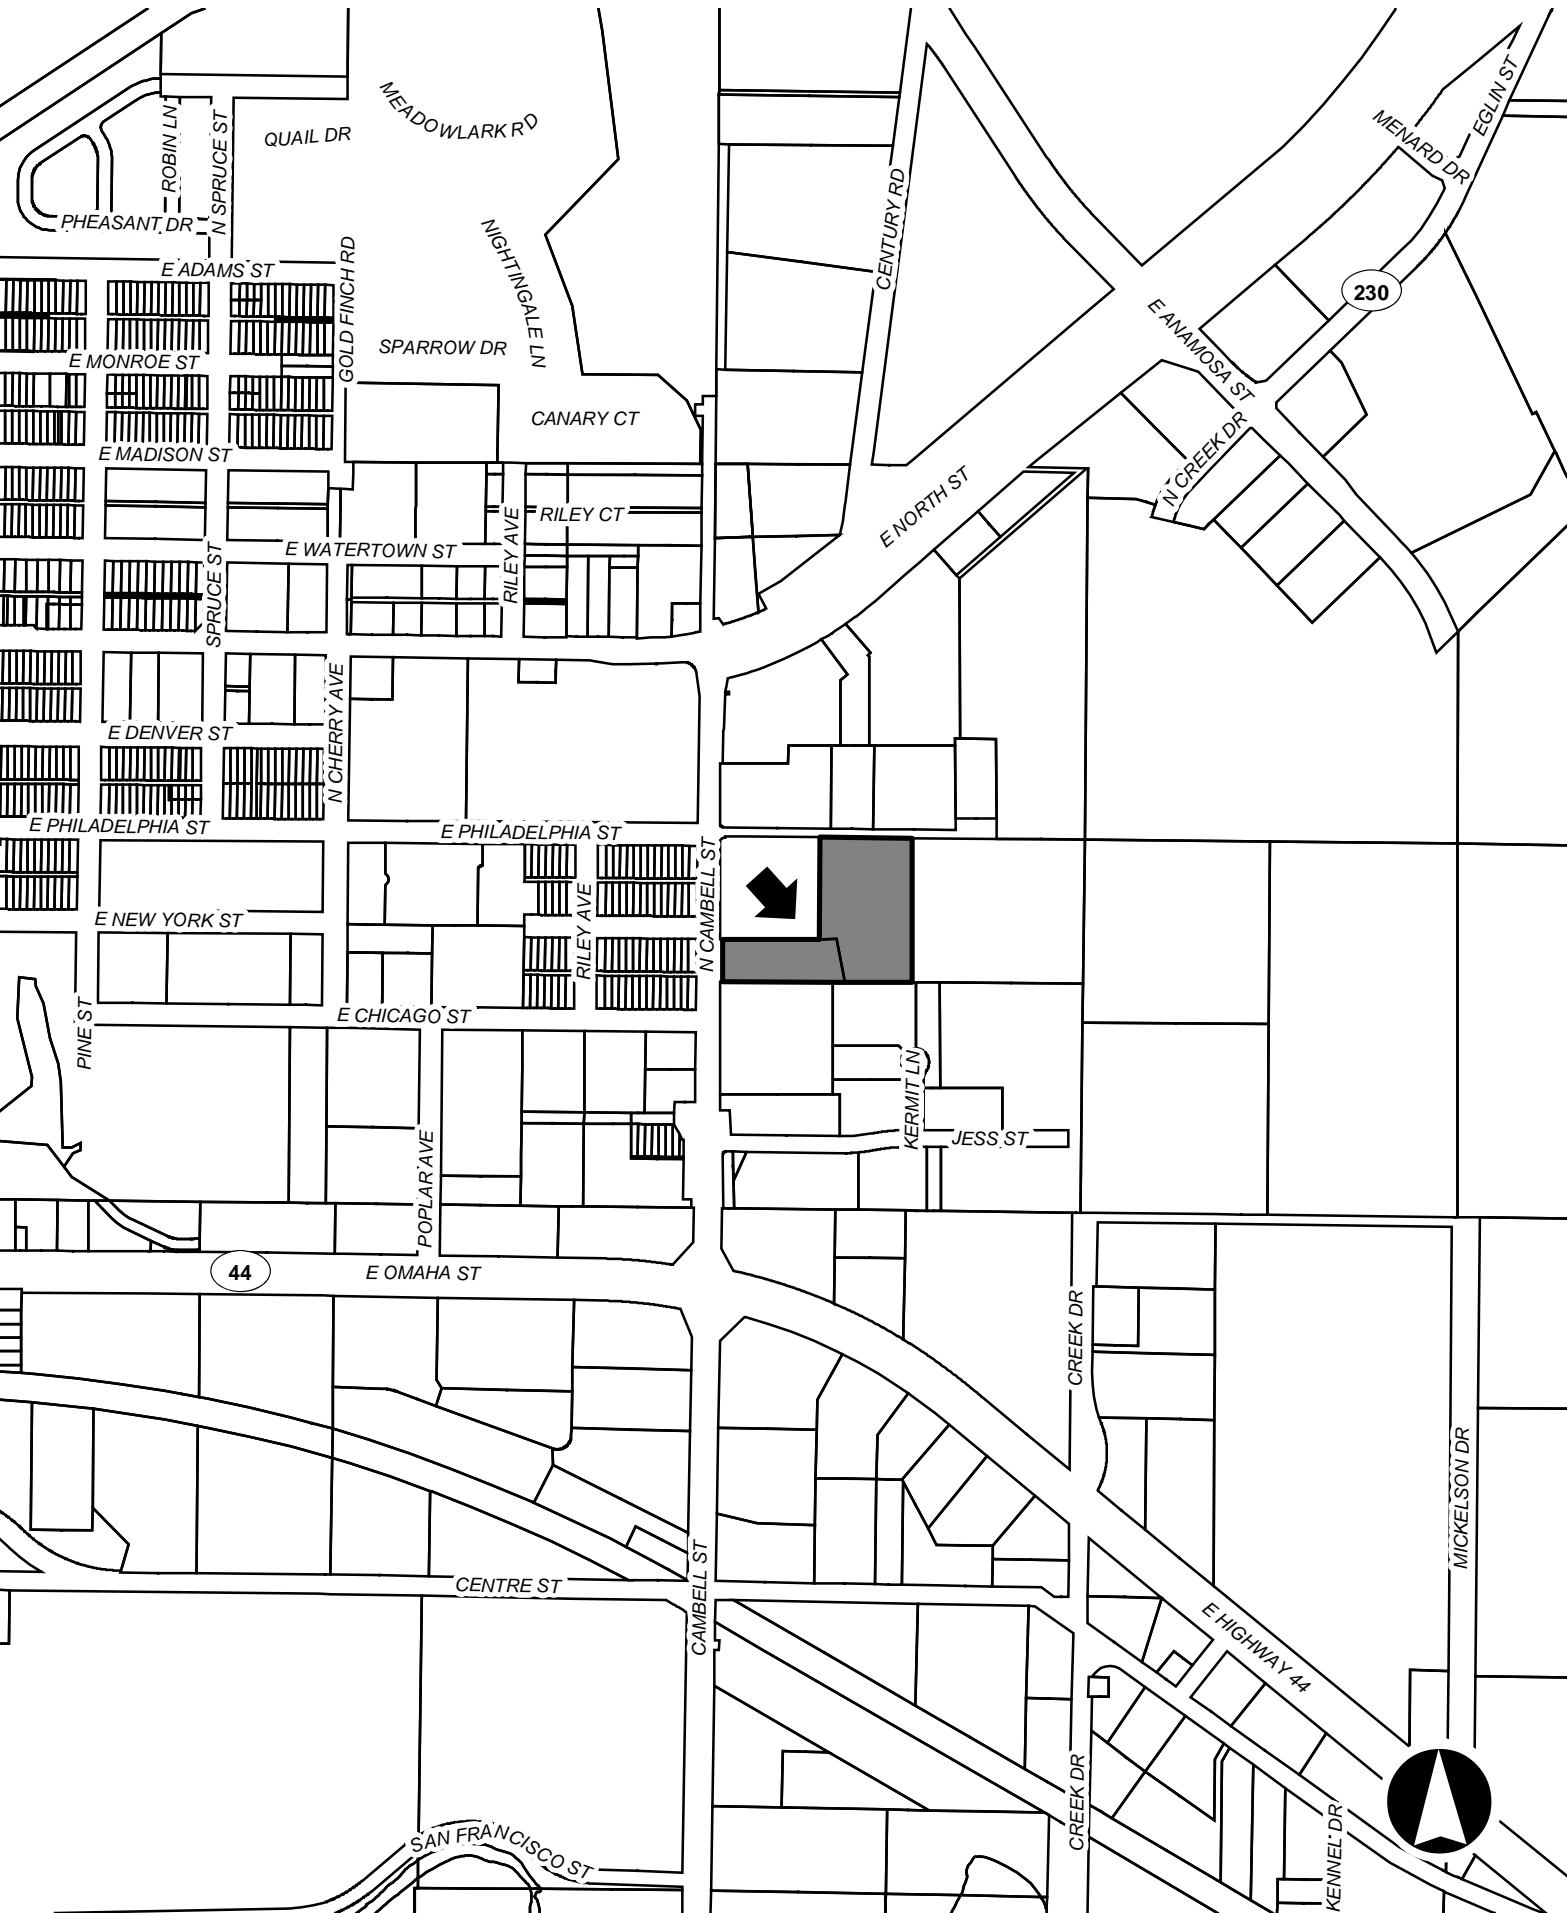 EGLIN ST
MENARD DR
MEADOWLARK RD
QUAIL DR
ROBIN LN
N SPRUCE ST
PHEASANT DR
CENTURY RD
E ADAMS ST
GOLD FINCH RD
NIGHTINGALE LN
230
E ANAMOSA ST
SPARROW DR
E MONROE ST
CANARY CT
E MADISON ST
N CREEK DR
E NORTH ST
RILEY CT
RILEY AVE
E WATERTOWN ST
SPRUCE ST
N CHERRY AVE
E DENVER ST
E PHILADELPHIA ST
E PHILADELPHIA ST
N CAMBELL ST
RILEY AVE
E NEW YORK ST
E CHICAGO ST
PINE ST
KERMIT LN
JESS ST
POPLAR AVE
44
E OMAHA ST
CREEK DR
MICKELSON DR
CENTRE ST
CAMBELL ST
E HIGHWAY 44
CREEK DR
KENNEL DR
SAN FRANCISCO ST